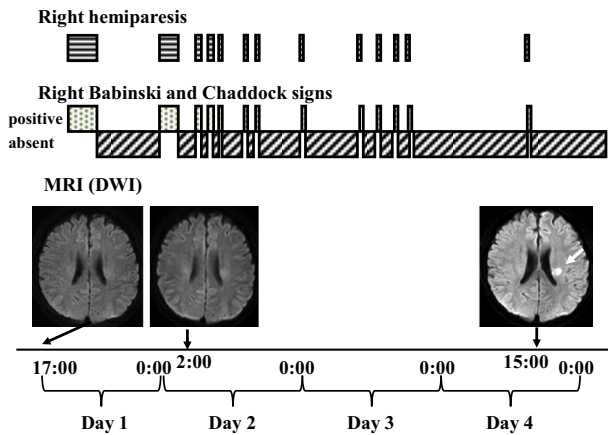 Right hemiparesis
Right Babinski and Chaddock signs
positive
absent
MRI (DWI)
17:00 0:00 2:00 0:00 0:00 15:00 0:00
Day 1 Day 2 Day 3 Day 4